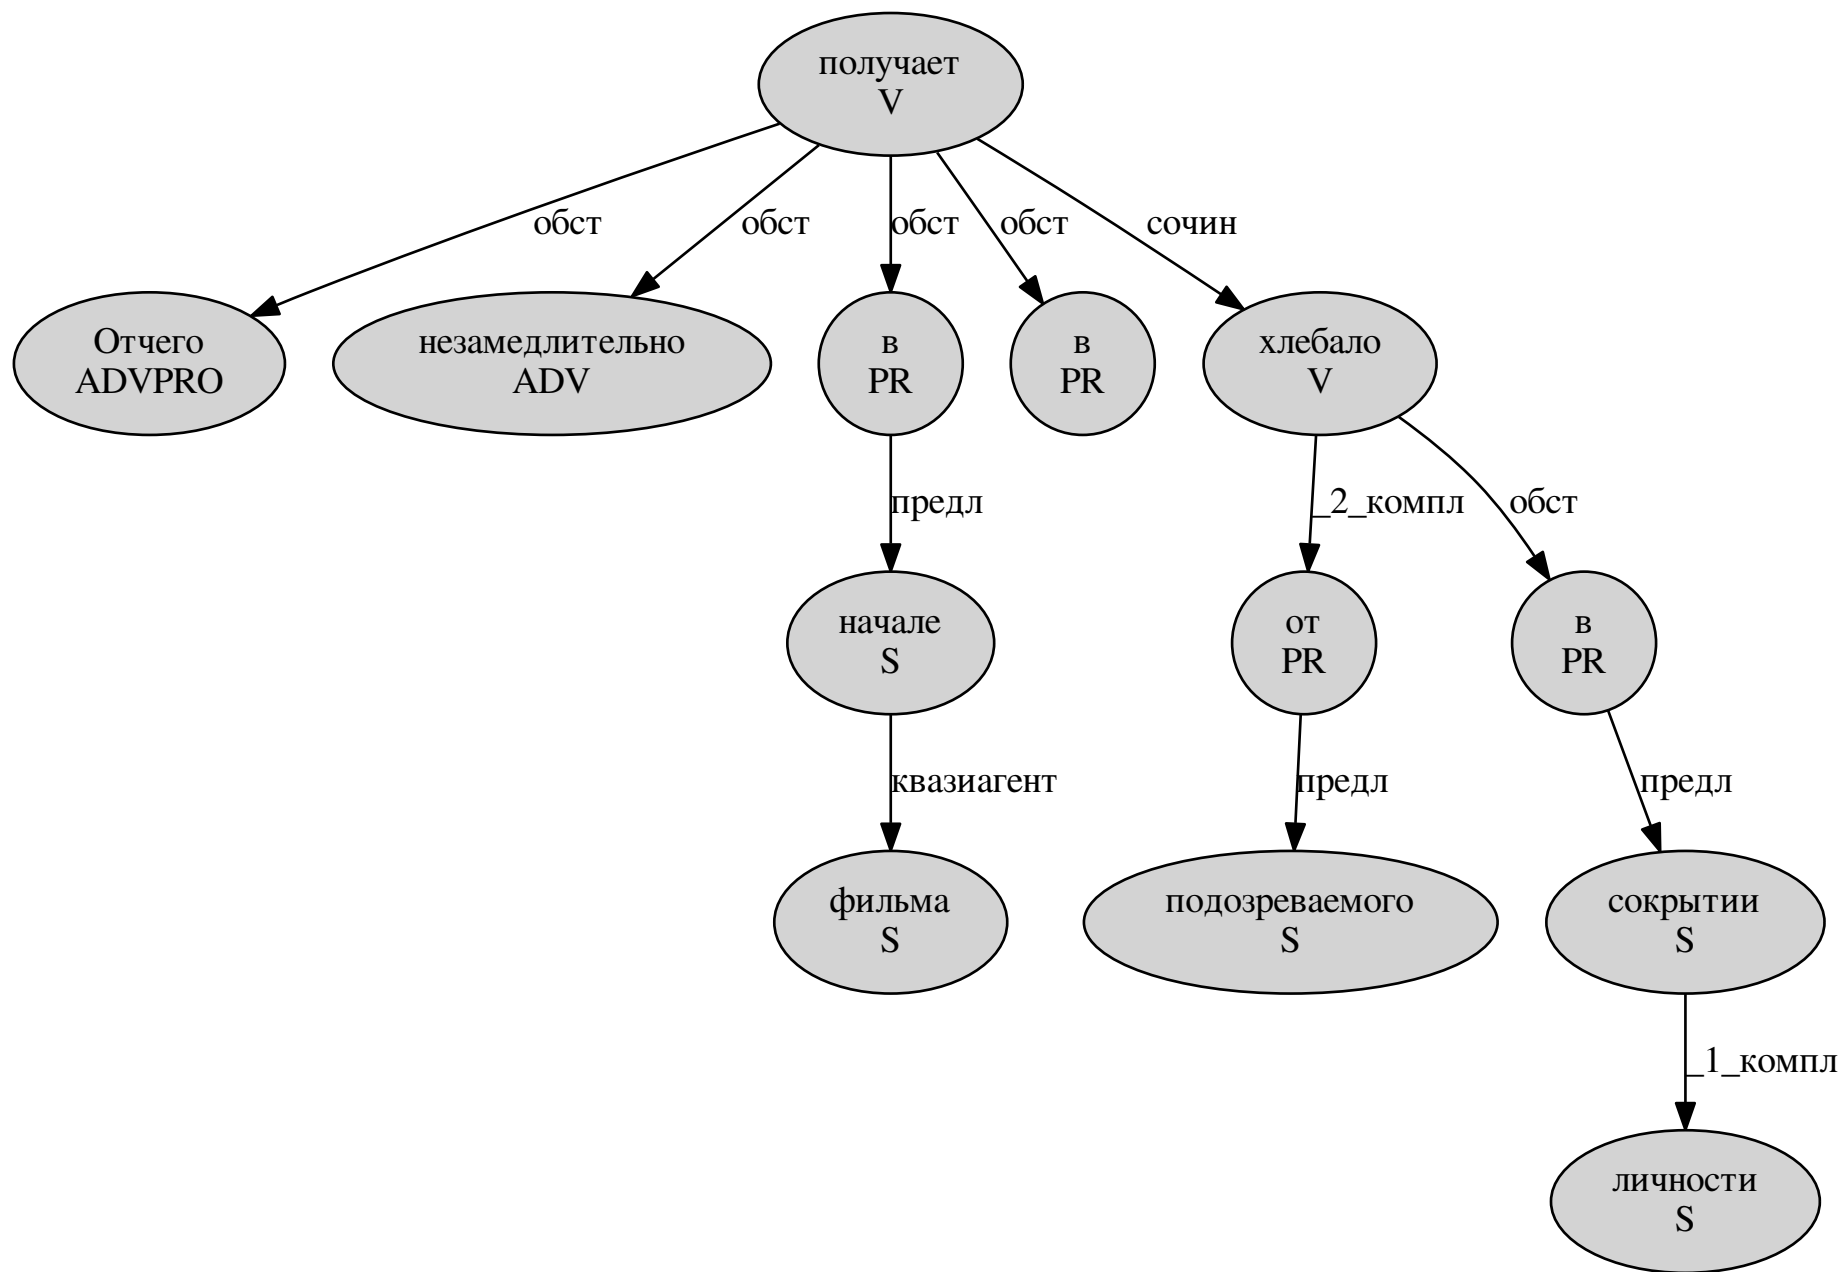 получает
V
обст
обст
обст
обст
сочин
Отчего
ADVPRO
незамедлительно
ADV
в
PR
в
PR
хлебало
V
предл
_2_компл
обст
начале
S
от
PR
в
PR
квазиагент
предл
предл
фильма
S
подозреваемого
S
сокрытии
S
_1_компл
личности
S